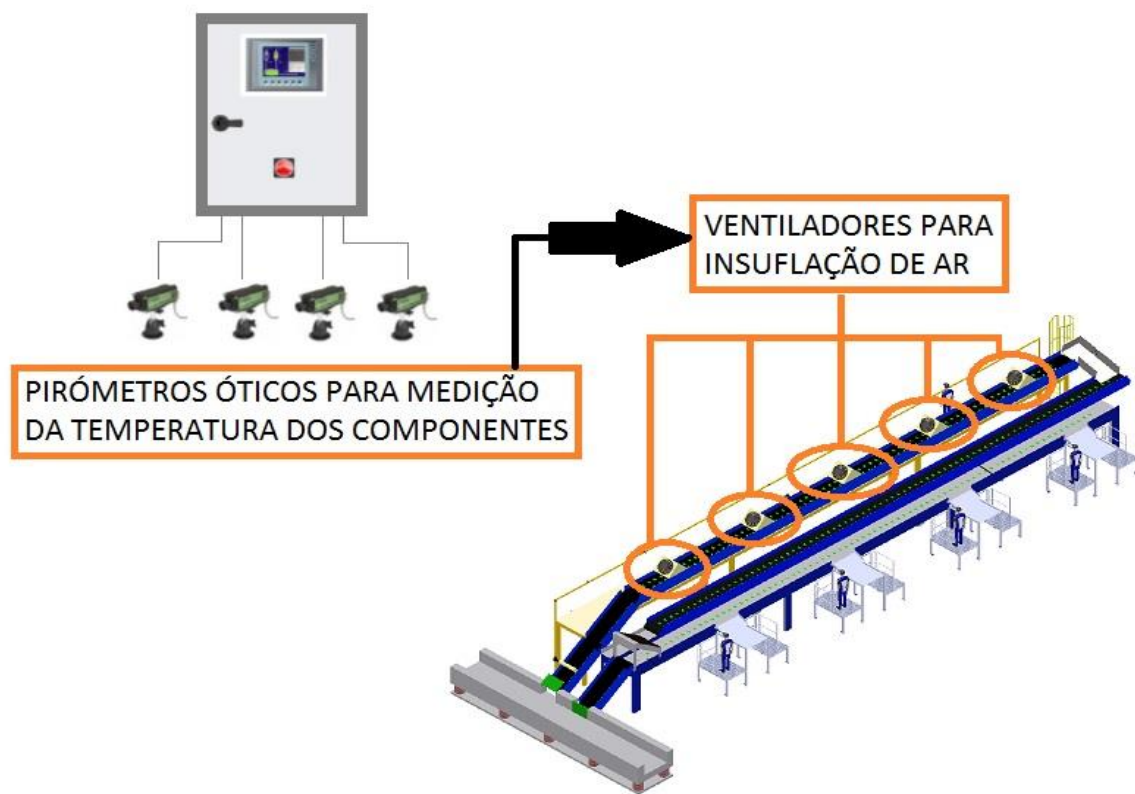 VENTILADORES PARA
INSUFLAÇÃO DE AR
PIRÓMETROS ÓTICOS PARA MEDIÇÃO
DA TEMPERATURA DOS COMPONENTES